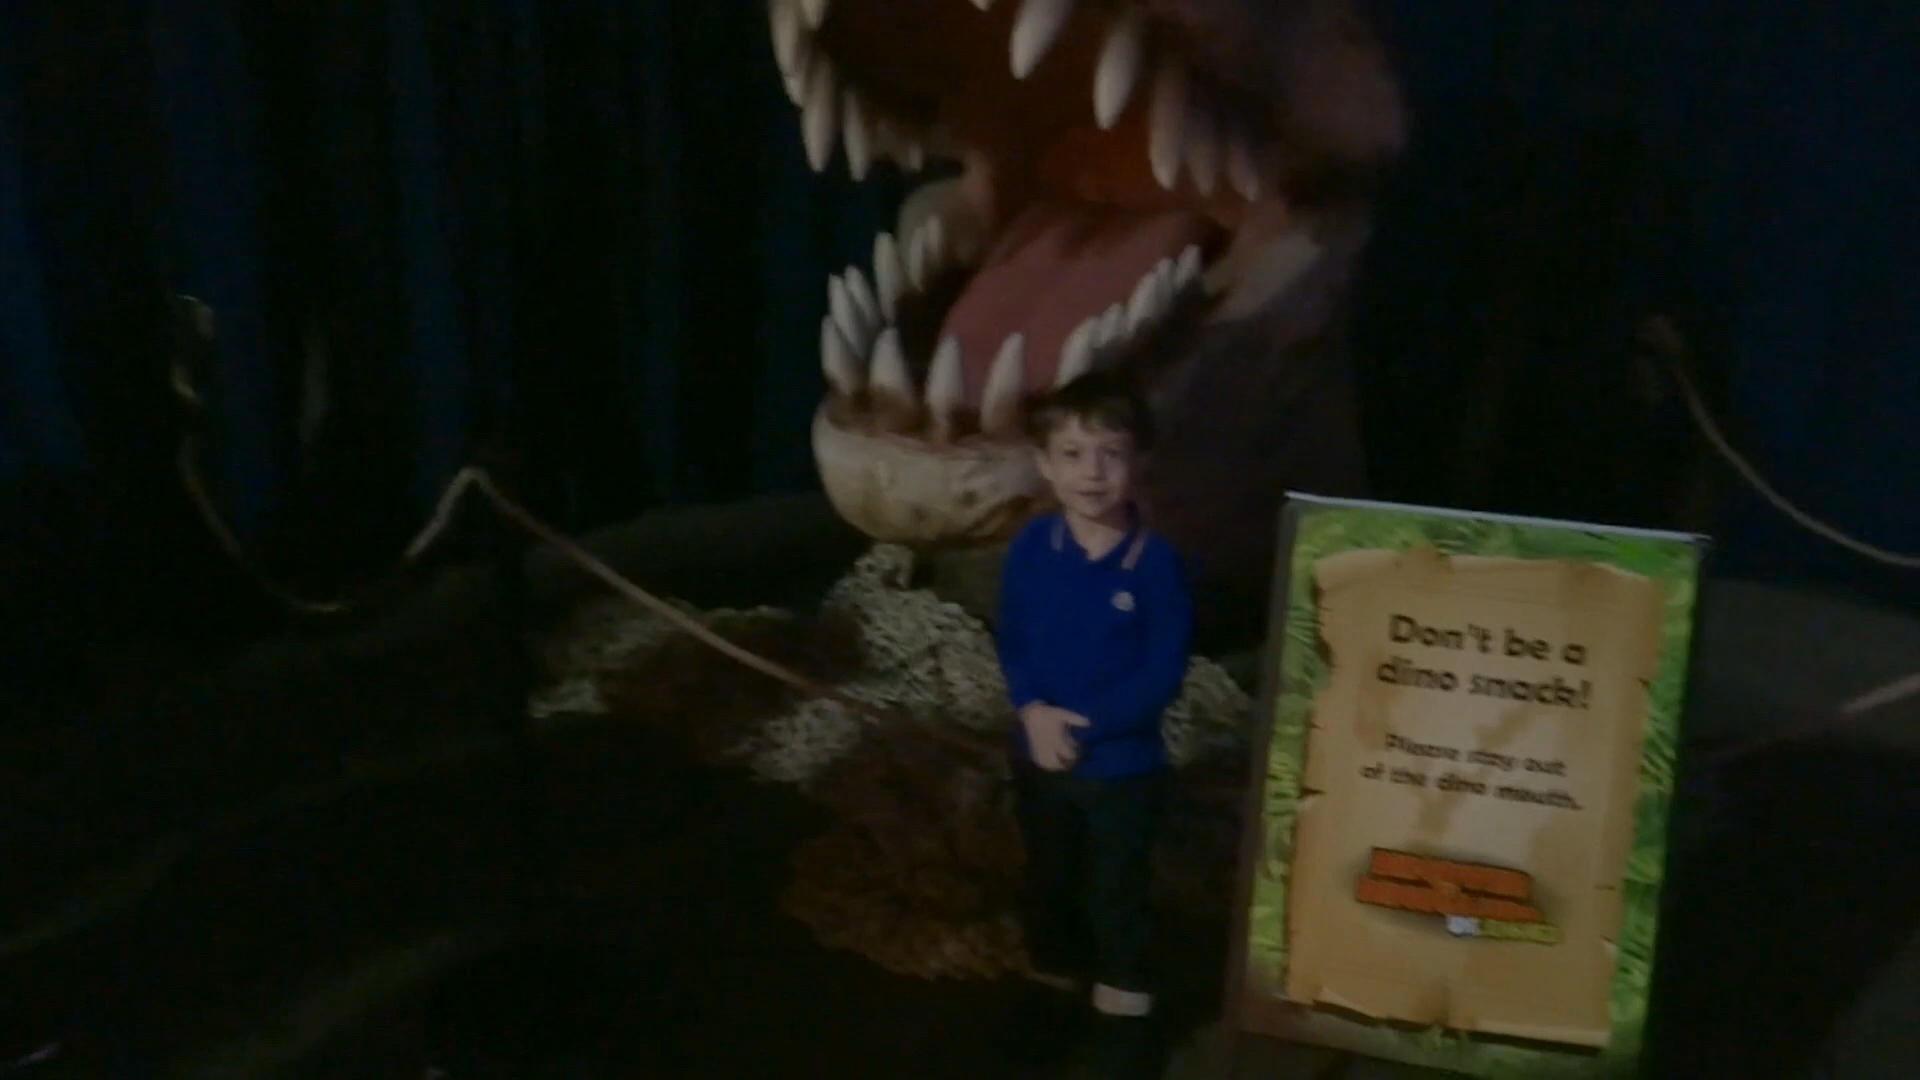 Don't be a
dino snack!
Please stay out
of the dino mouth.